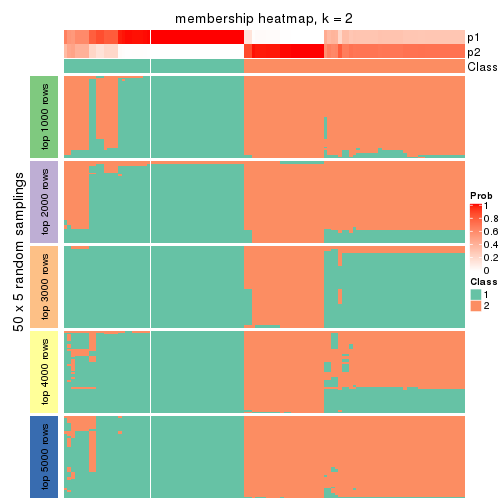 membership heatmap, k = 2
p1
p2
Class
50 x 5 random samplings
top 1000 rows
top 2000 rows
top 3000 rows
top 4000 rows
top 5000 rows
Prob
1
0.8
0.6
0.4
0.2
0
Class
1
2